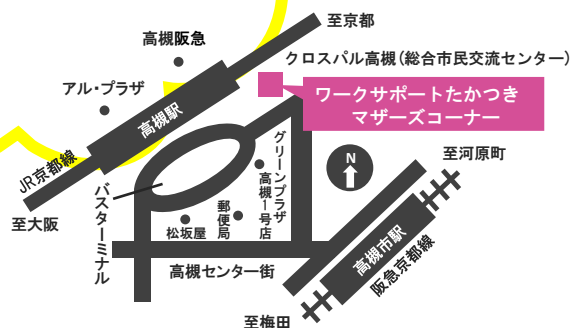 至京都
高槻阪急
クロスパル高槻(総合市民交流センター)
アル・プラザ
ワークサポートたかつき
マザーズコーナー
高槻駅
JR京都線
グリーンプラザ
高槻1号店
N
至河原町
至大阪
バスターミナル
松坂屋
郵便局
高槻市駅
阪急京都線
高槻センター街
至梅田